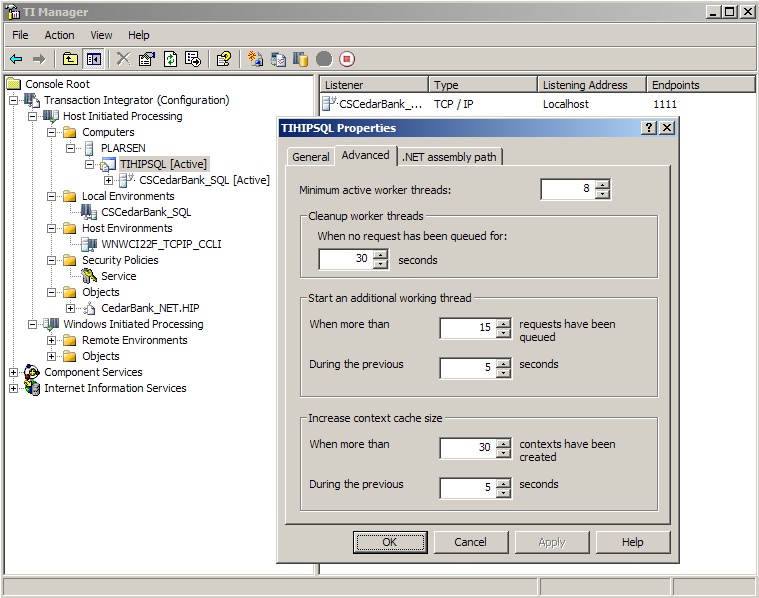 TI Manager
File Action View Help
Console Root
Transaction Integrator (Configuration)
Host Initiated Processing
Computers
PLARSEN
TIHIPSQL [Active]
CSCedarBank_SQL [Active]
Local Environments
CSCedarBank_SQL
Host Environments
WNWCI22F_TCPIP_CCLI
Security Policies
Service
Objects
CedarBank_NET.HIP
Windows Initiated Processing
Remote Environments
Objects
Component Services
Internet Information Services
Listener Type Listening Address Endpoints
CSCedarBank_... TCP / IP Localhost 1111
TIHIPSQL Properties
General Advanced .NET assembly path
Minimum active worker threads: 8
Cleanup worker threads
When no request has been queued for:
30 seconds
Start an additional working thread
When more than 15 requests have been
queued
During the previous 5 seconds
Increase context cache size
When more than 30 contexts have been
created
During the previous 5 seconds
OK Cancel Apply Help